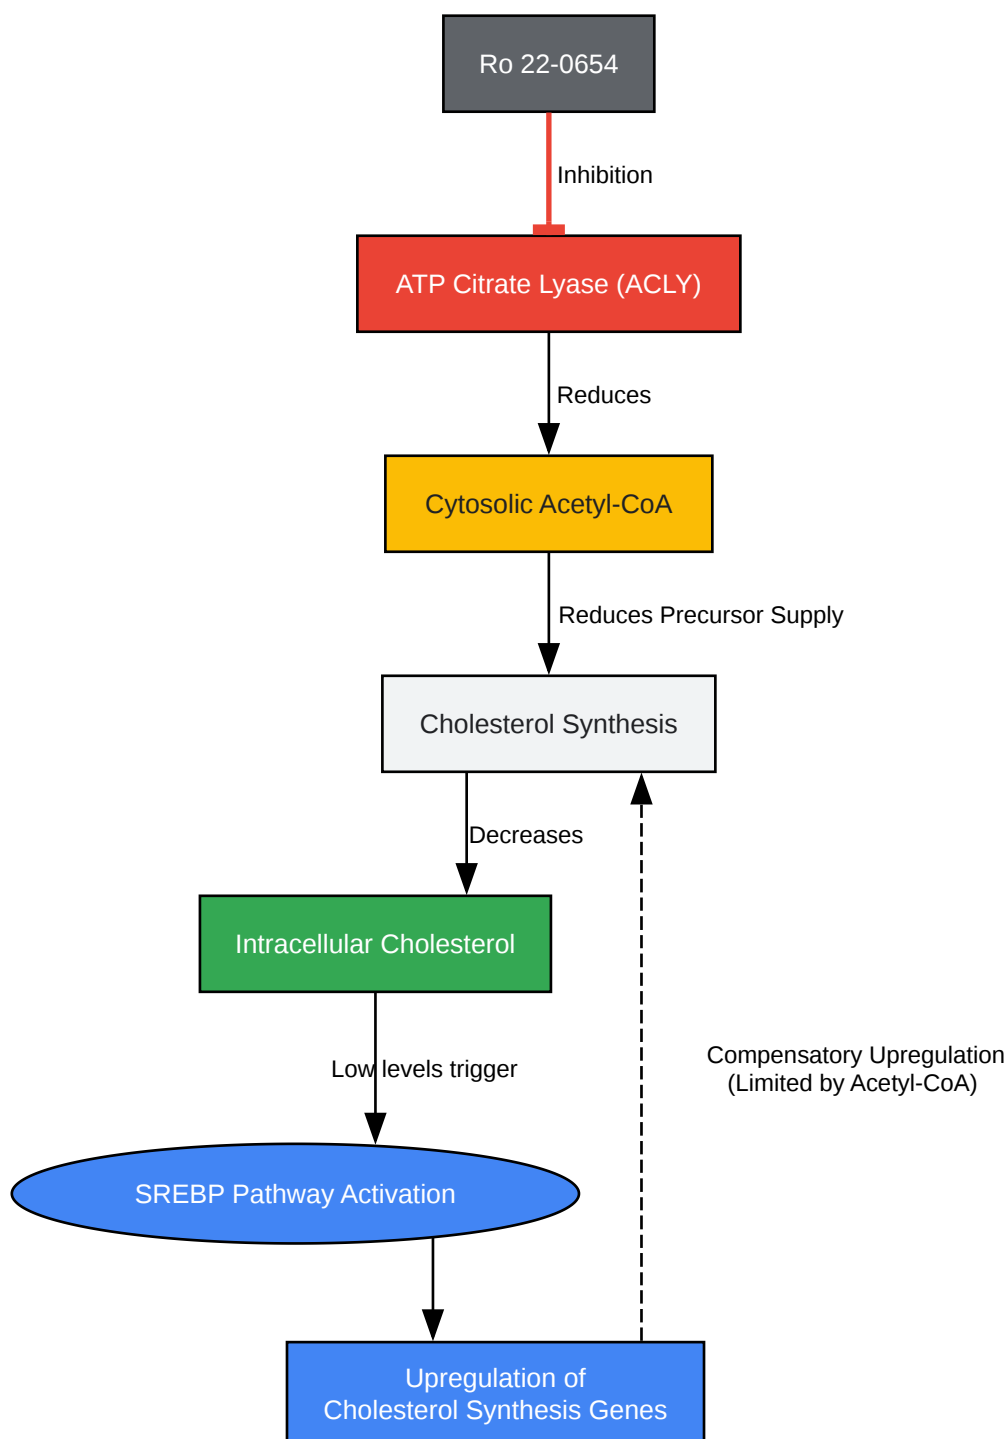 Ro 22-0654
Inhibition
ATP Citrate Lyase (ACLY)
Reduces
Cytosolic Acetyl-CoA
Reduces Precursor Supply
Cholesterol Synthesis
Decreases
Intracellular Cholesterol
Low levels trigger
Compensatory Upregulation
(Limited by Acetyl-CoA)
SREBP Pathway Activation
Upregulation of
Cholesterol Synthesis Genes